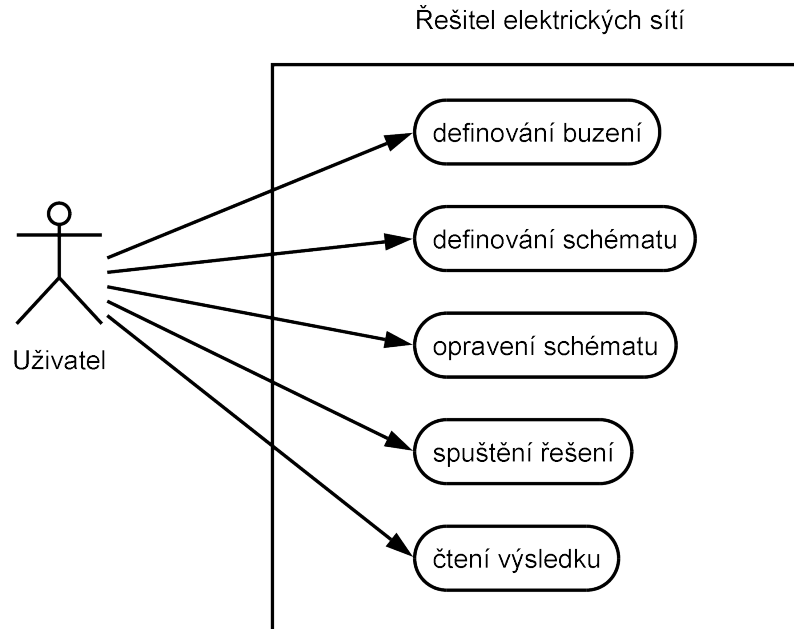 Řešitel elektrických sítí
definování buzení
definování schématu
opravení schématu
Uživatel
spuštění řešení
čtení výsledku